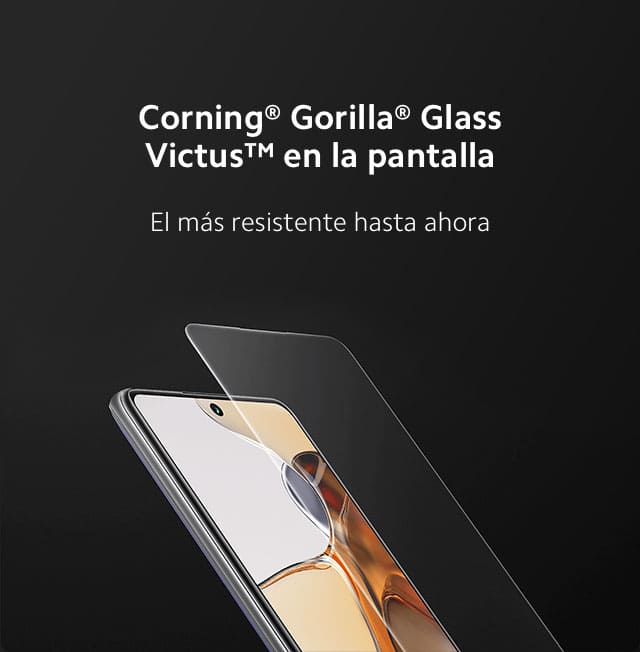 Corning® Gorilla® Glass
Victus™ en la pantalla
El más resistente hasta ahora